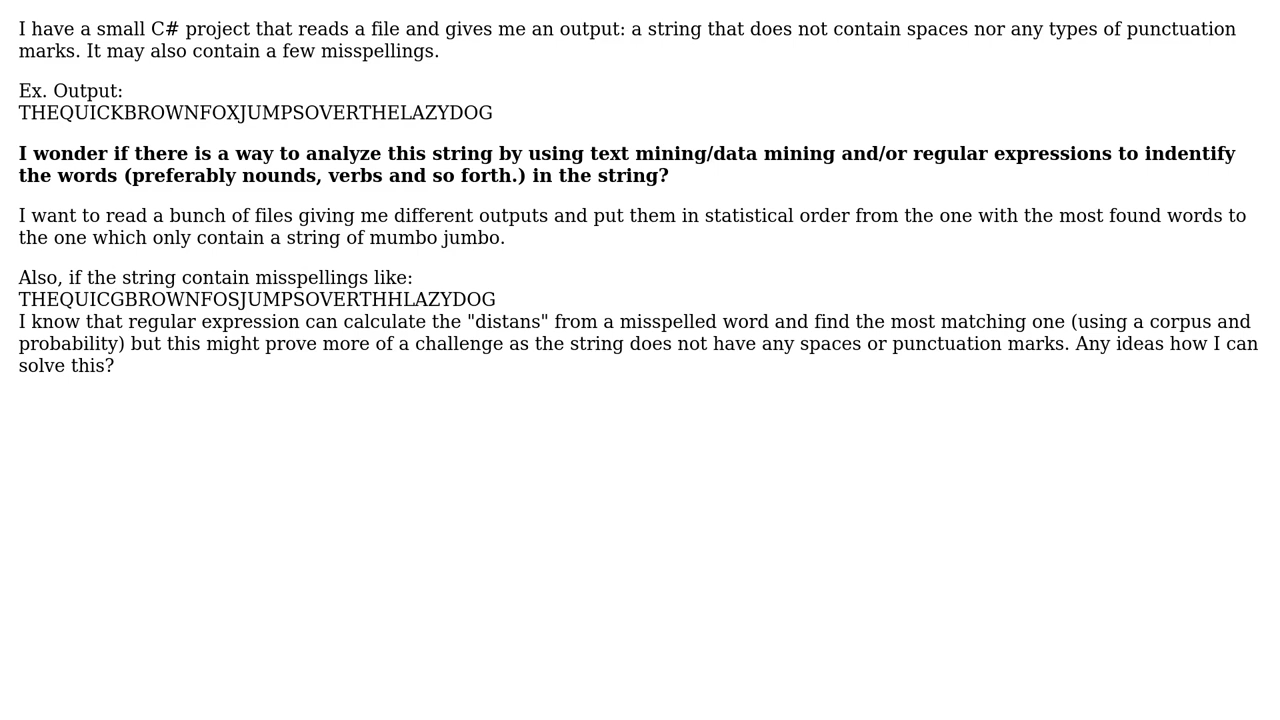 I have a small C# project that reads a file and gives me an output: a string that does not contain spaces nor any types of punctuation
marks. It may also contain a few misspellings.
Ex. Output:
THEQUICKBROWNFOXJUMPSOVERTHELAZYDOG
I wonder if there is a way to analyze this string by using text mining/data mining and/or regular expressions to indentify
the words (preferably nounds, verbs and so forth.) in the string?
I want to read a bunch of files giving me different outputs and put them in statistical order from the one with the most found words to
the one which only contain a string of mumbo jumbo.
Also, if the string contain misspellings like:
THEQUICGBROWNFOSJUMPSOVERTHHLAZYDOG
I know that regular expression can calculate the "distans" from a misspelled word and find the most matching one (using a corpus and
probability) but this might prove more of a challenge as the string does not have any spaces or punctuation marks. Any ideas how I can
solve this?